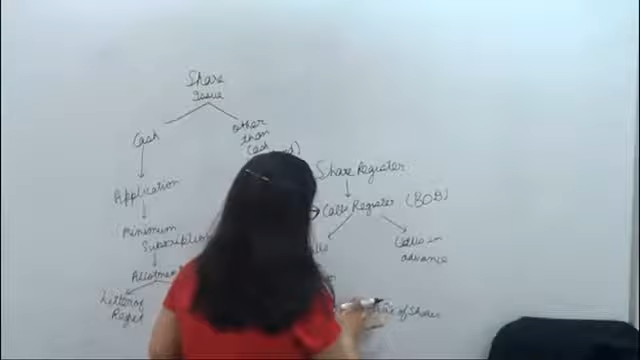 Share
Issue
Cash
other
than
Cash
Application
Minimum
Subscription
Allotment
Letter of
Regret
Share Register
Calls Register (BOD)
Calls in
advance
of Shares